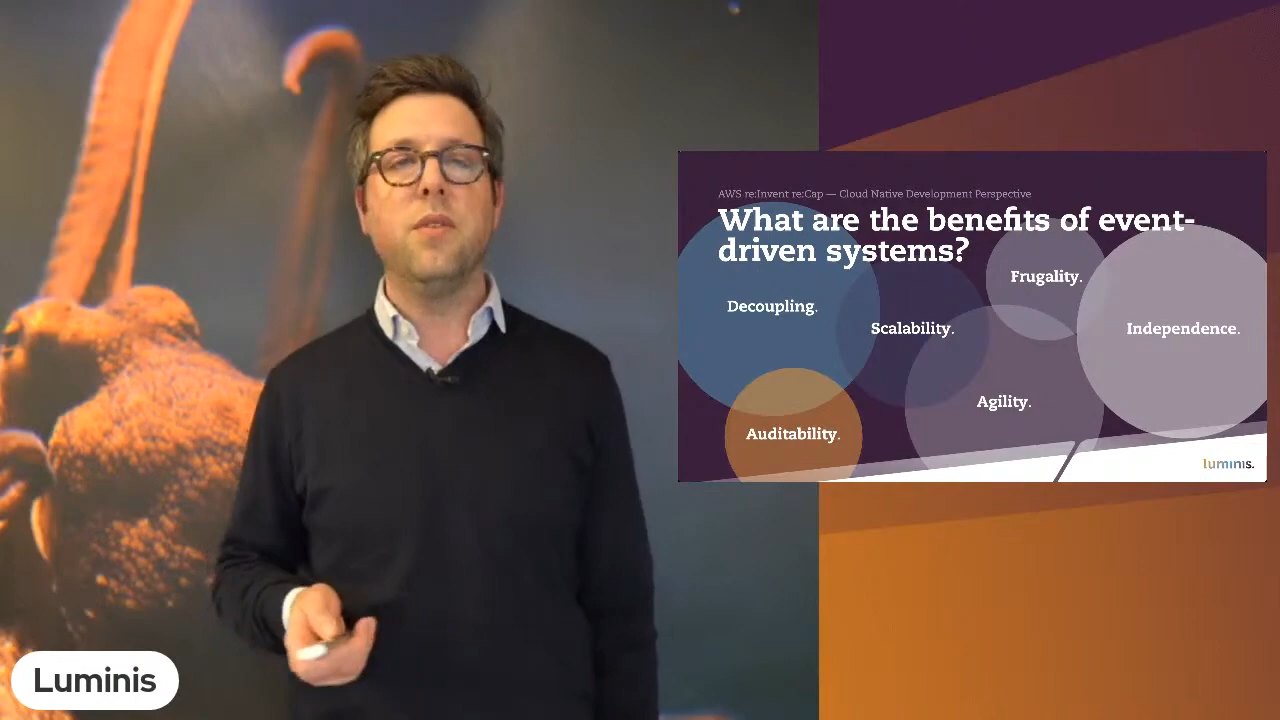 AWS re:Invent re:Cap — Cloud Native Development Perspective
What are the benefits of event-
driven systems?
Frugality.
Decoupling.
Scalability.
Independence.
Agility.
Auditability.
luminis.
Luminis